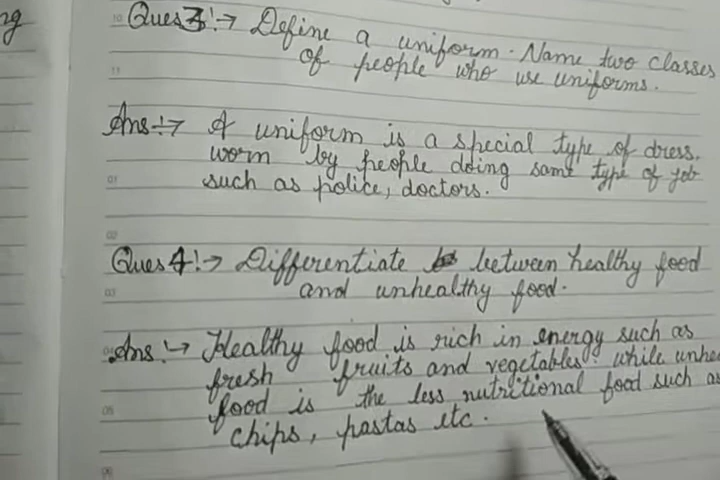 ng
Ques3:→ Define a uniform. Name two classes
of people who use uniforms.
Ans:→ A uniform is a special type of dress.
worn by people doing same type of job
such as police, doctors.
Ques4:→ Differentiate between healthy food
and unhealthy food.
Ans:→ Healthy food is rich in energy such as
fresh fruits and vegetables. while unhea
food is the less nutritional food such as
chips, pastas etc.